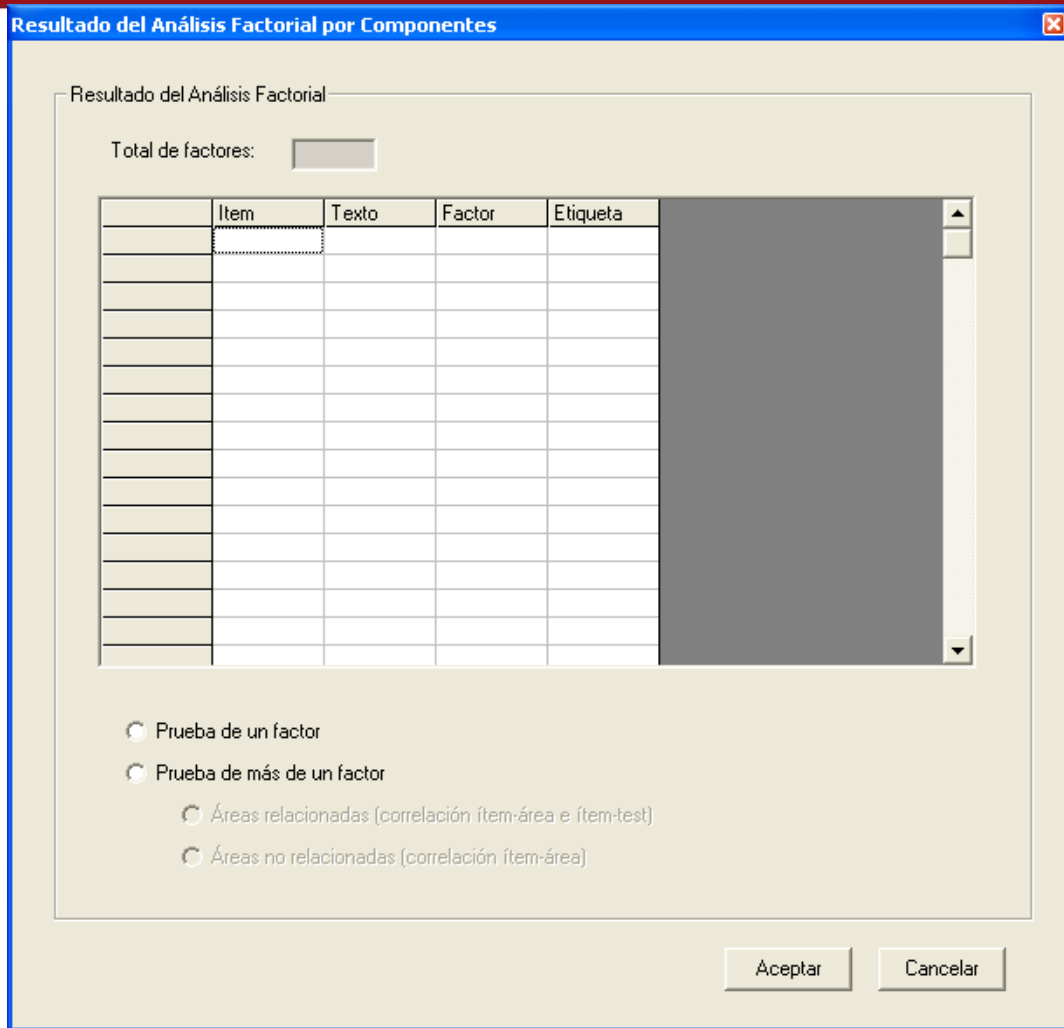 Resultado del Análisis Factorial por Componentes
Resultado del Análisis Factorial
Total de factores:
Item Texto Factor Etiqueta
Prueba de un factor
Prueba de más de un factor
Áreas relacionadas (correlación ítem-área e ítem-test)
Áreas no relacionadas (correlación ítem-área)
Aceptar Cancelar